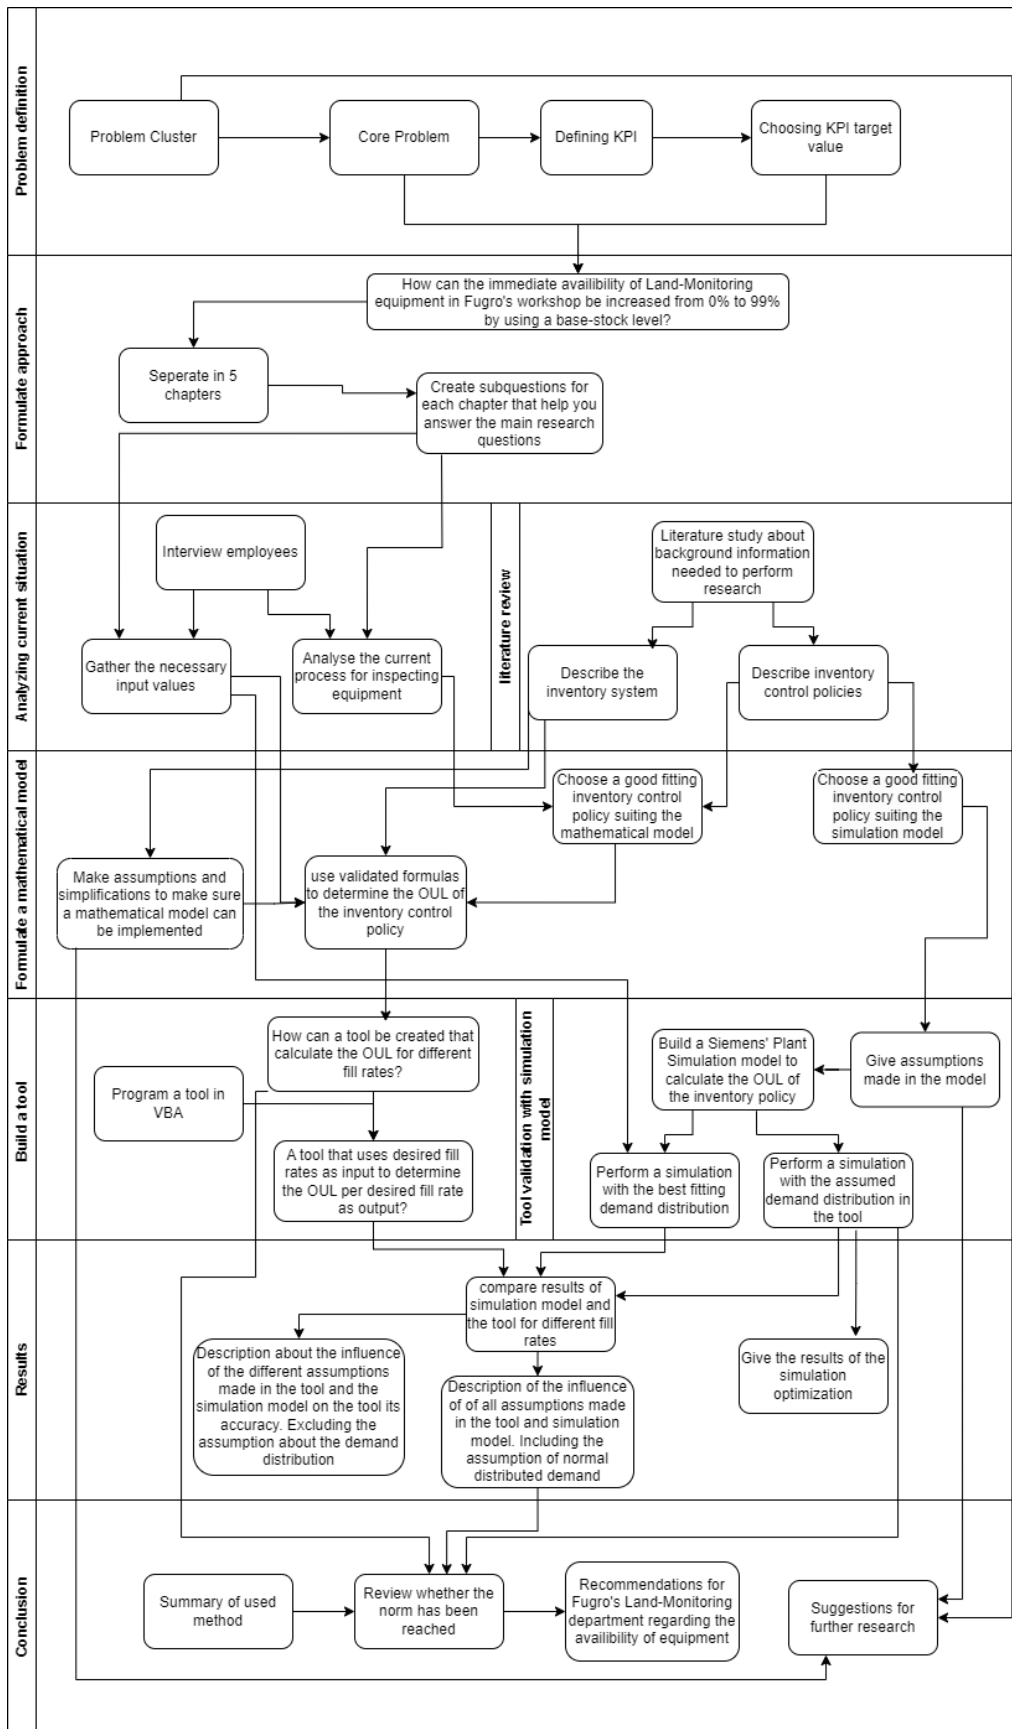 Problem definition
Problem Cluster
Core Problem
Defining KPI
Choosing KPI target
value
Formulate approach
How can the immediate availibility of Land-Monitoring
equipment in Fugro's workshop be increased from 0% to 99%
by using a base-stock level?
Seperate in 5
chapters
Create subquestions for
each chapter that help you
answer the main research
questions
Analyzing current situation
Interview employees
Gather the necessary
input values
Analyse the current
process for inspecting
equipment
literature review
Literature study about
background information
needed to perform
research
Describe the
inventory system
Describe inventory
control policies
Formulate a mathematical model
Choose a good fitting
inventory control
policy suiting the
mathematical model
Choose a good fitting
inventory control
policy suiting the
simulation model
Make assumptions and
simplifications to make sure
a mathematical model can
be implemented
use validated formulas
to determine the OUL of
the inventory control
policy
Build a tool
How can a tool be created that
calculate the OUL for different
fill rates?
Program a tool in
VBA
A tool that uses desired fill
rates as input to determine
the OUL per desired fill rate
as output?
Tool validation with simulation
model
Build a Siemens' Plant
Simulation model to
calculate the OUL of
the inventory policy
Give assumptions
made in the model
Perform a simulation
with the best fitting
demand distribution
Perform a simulation
with the assumed
demand distribution in
the tool
Results
compare results of
simulation model and
the tool for different fill
rates
Description about the influence
of the different assumptions
made in the tool and the
simulation model on the tool its
accuracy. Excluding the
assumption about the demand
distribution
Description of the influence
of of all assumptions made
in the tool and simulation
model. Including the
assumption of normal
distributed demand
Give the results of the
simulation
optimization
Conclusion
Summary of used
method
Review whether the
norm has been
reached
Recommendations for
Fugro's Land-Monitoring
department regarding the
availibility of equipment
Suggestions for
further research